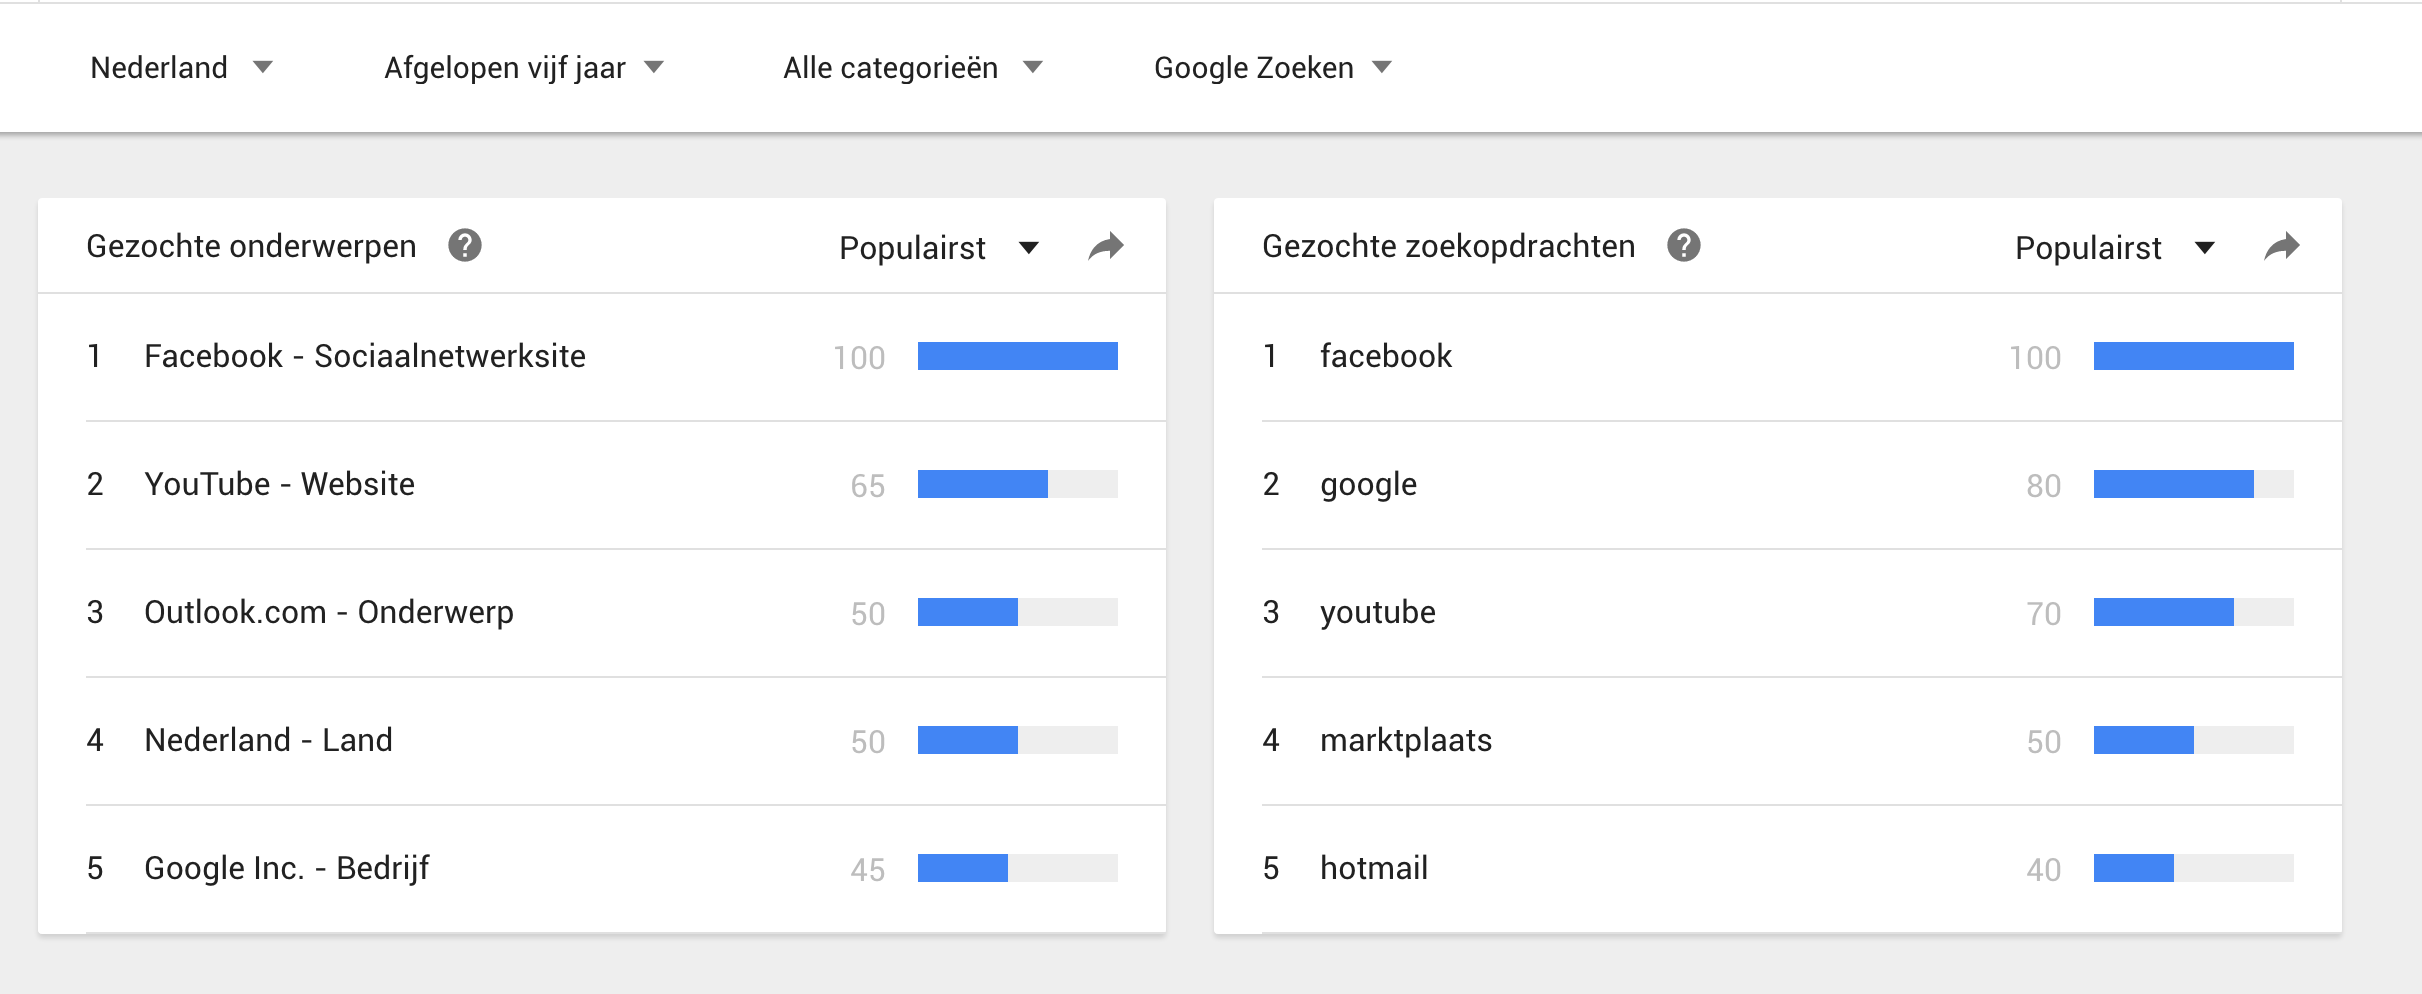 Nederland Afgelopen vijf jaar Alle categorieën Google Zoeken
Gezochte onderwerpen ? Populairst
1 Facebook - Sociaalnetwerksite 100
2 YouTube - Website 65
3 Outlook.com - Onderwerp 50
4 Nederland - Land 50
5 Google Inc. - Bedrijf 45
Gezochte zoekopdrachten ? Populairst
1 facebook 100
2 google 80
3 youtube 70
4 marktplaats 50
5 hotmail 40